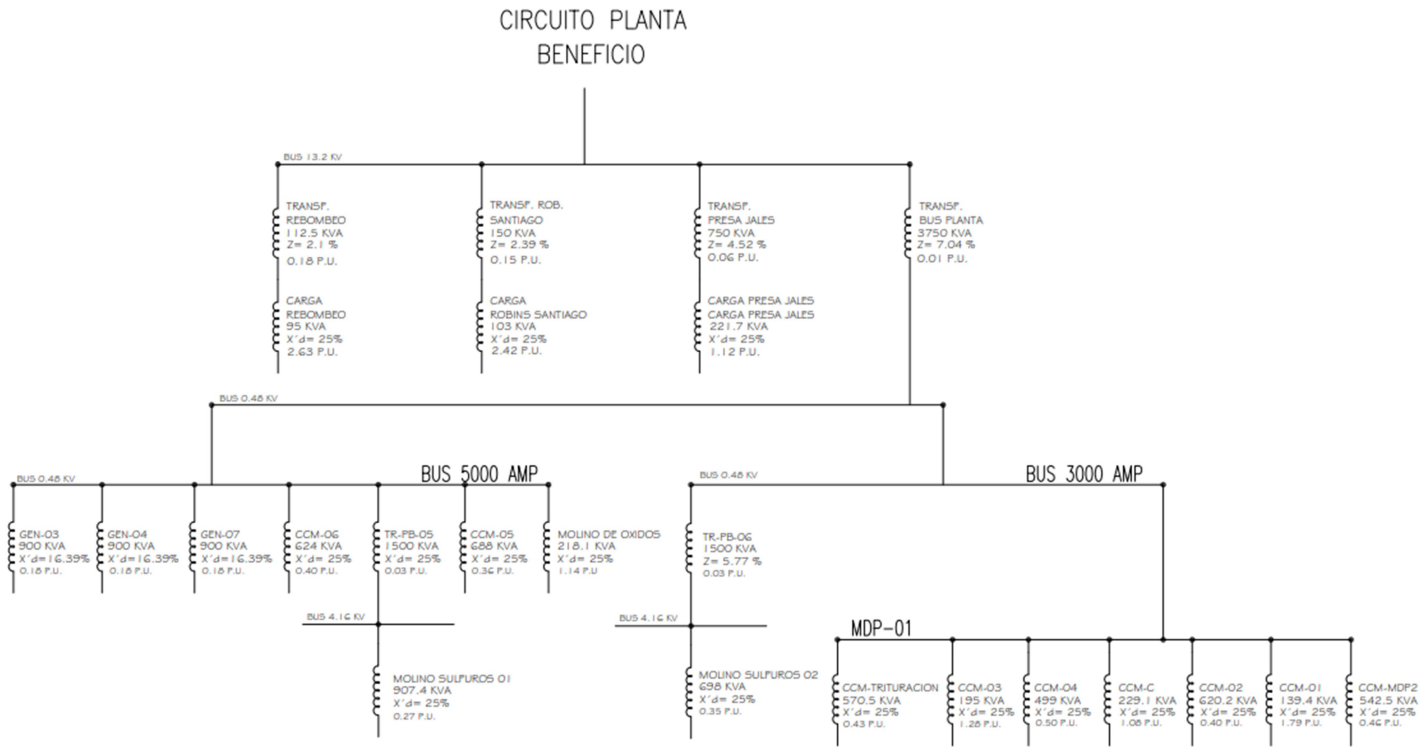 CIRCUITO PLANTA
BENEFICIO
BUS 13.2 KV
TRANSF.
REBOMBEO
112.5 KVA
Z= 2.1 %
0.18 P.U.
TRANSF. ROB.
SANTIAGO
150 KVA
Z= 2.39 %
0.15 P.U.
TRANSF.
PRESA JALES
750 KVA
Z= 4.52 %
0.06 P.U.
TRANSF.
BUS PLANTA
3750 KVA
Z= 7.04 %
0.01 P.U.
CARGA
REBOMBEO
95 KVA
X'd= 25%
2.63 P.U.
CARGA
ROBINS SANTIAGO
103 KVA
X'd= 25%
2.42 P.U.
CARGA PRESA JALES
CARGA PRESA JALES
221.7 KVA
X'd= 25%
1.12 P.U.
BUS 0.48 KV
BUS 0.48 KV
BUS 5000 AMP
BUS 0.48 KV
BUS 3000 AMP
GEN-03
900 KVA
X'd=16.39%
0.18 P.U.
GEN-04
900 KVA
X'd=16.39%
0.18 P.U.
GEN-07
900 KVA
X'd=16.39%
0.18 P.U.
CCM-06
624 KVA
X'd= 25%
0.40 P.U.
TR-PB-05
1500 KVA
X'd= 25%
0.03 P.U.
CCM-05
688 KVA
X'd= 25%
0.36 P.U.
MOLINO DE OXIDOS
218.1 KVA
X'd= 25%
1.14 P.U
TR-PB-06
1500 KVA
Z= 5.77 %
0.03 P.U.
BUS 4.16 KV
BUS 4.16 KV
MDP-01
MOLINO SULFUROS 01
907.4 KVA
X'd= 25%
0.27 P.U.
MOLINO SULFUROS 02
698 KVA
X'd= 25%
0.35 P.U.
CCM-TRITURACION
570.5 KVA
X'd= 25%
0.43 P.U.
CCM-03
195 KVA
X'd= 25%
1.28 P.U.
CCM-04
499 KVA
X'd= 25%
0.50 P.U.
CCM-C
229.1 KVA
X'd= 25%
1.08 P.U.
CCM-02
620.2 KVA
X'd= 25%
0.40 P.U.
CCM-01
139.4 KVA
X'd= 25%
1.79 P.U.
CCM-MDP2
542.5 KVA
X'd= 25%
0.46 P.U.